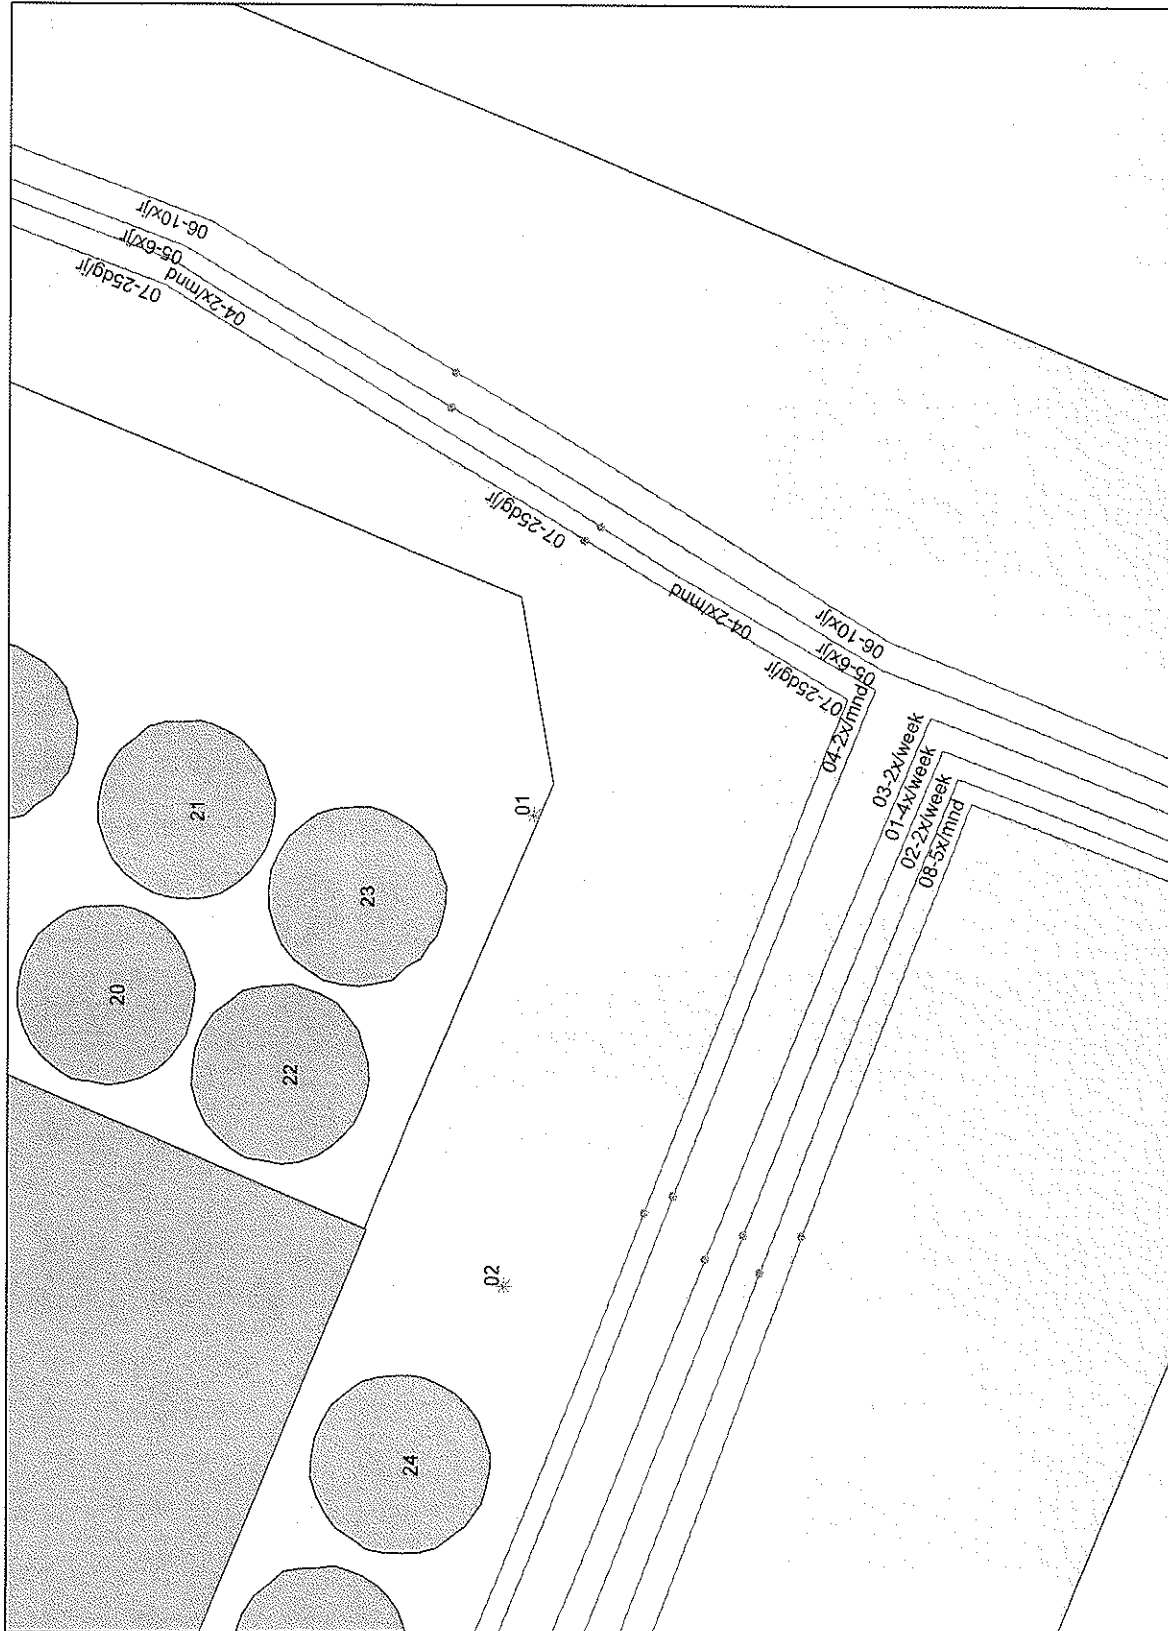 06-10x/jr
05-6x/jr
04-2x/mnd
07-25dg/jr
07-25dg/jr
04-2x/mnd
06-10x/jr
05-6x/jr
07-25dg/jr
04-2x/mnd
03-2x/week
01-4x/week
02-2x/week
08-5x/mnd
21
01
23
20
22
02
24